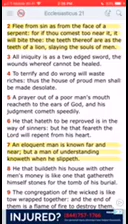 Ecclesiasticus 21
2 Flee from sin as from the face of a
serpent: for if thou comest too near it, it
will bite thee: the teeth thereof are as the
teeth of a lion, slaying the souls of men.
3 All iniquity is as a two edged sword, the
wounds whereof cannot be healed.
4 To terrify and do wrong will waste
riches: thus the house of proud men shall
be made desolate.
5 A prayer out of a poor man's mouth
reacheth to the ears of God, and his
judgment cometh speedily.
6 He that hateth to be reproved is in the
way of sinners: but he that feareth the
Lord will repent from his heart.
7 An eloquent man is known far and
near; but a man of understanding
knoweth when he slippeth.
8 He that buildeth his house with other
men's money is like one that gathereth
himself stones for the tomb of his burial.
9 The congregation of the wicked is like
tow wrapped together: and the end of
them is a flame of fire to destroy them.
INJURED?